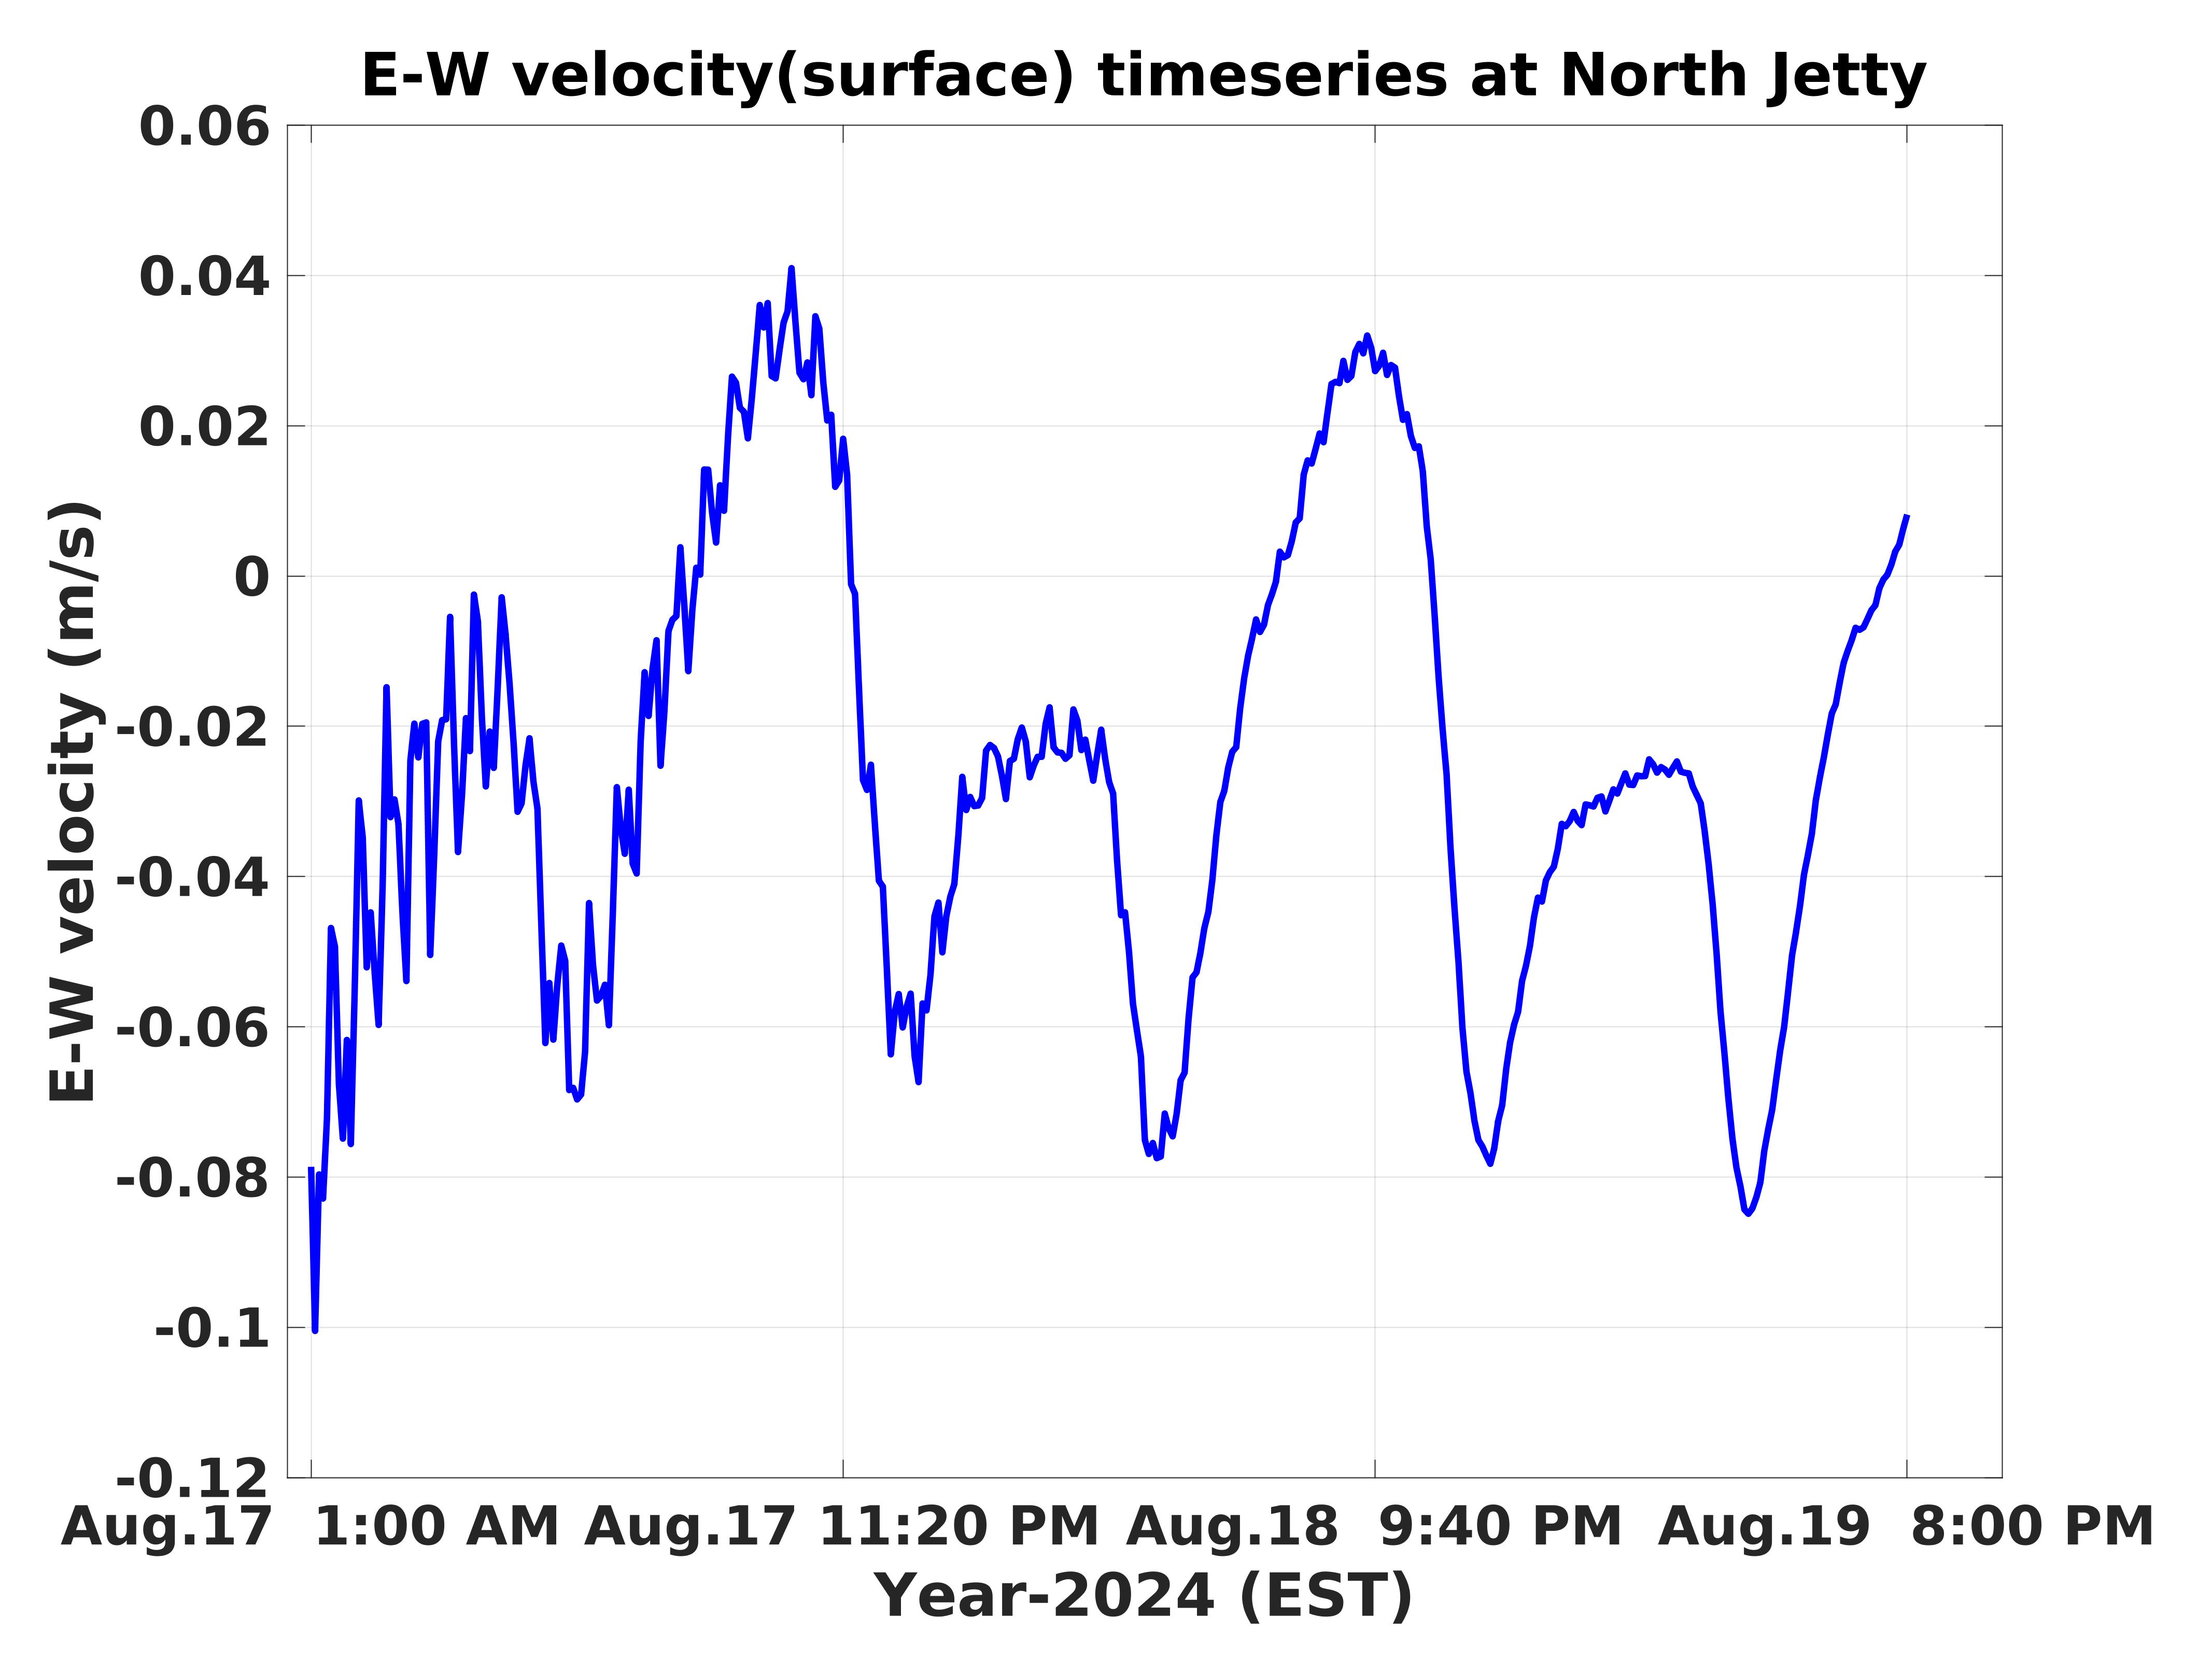 E-W velocity(surface) timeseries at North Jetty
0.06
0.04
0.02
0
-0.02
-0.04
-0.06
-0.08
-0.1
-0.12
E-W velocity (m/s)
Aug.17 1:00 AM Aug.17 11:20 PM Aug.18 9:40 PM Aug.19 8:00 PM
Year-2024 (EST)